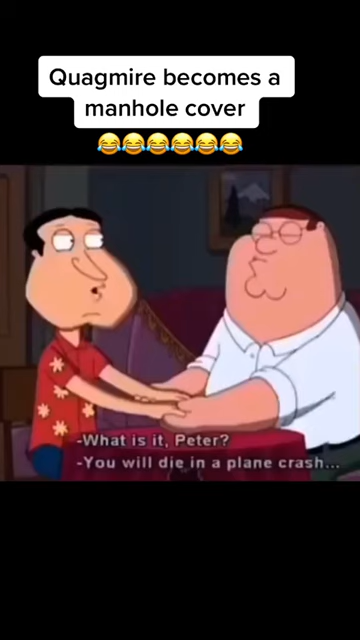 Quagmire becomes a
manhole cover
😂😂😂😂😂😂
-What is it, Peter?
-You will die in a plane crash...